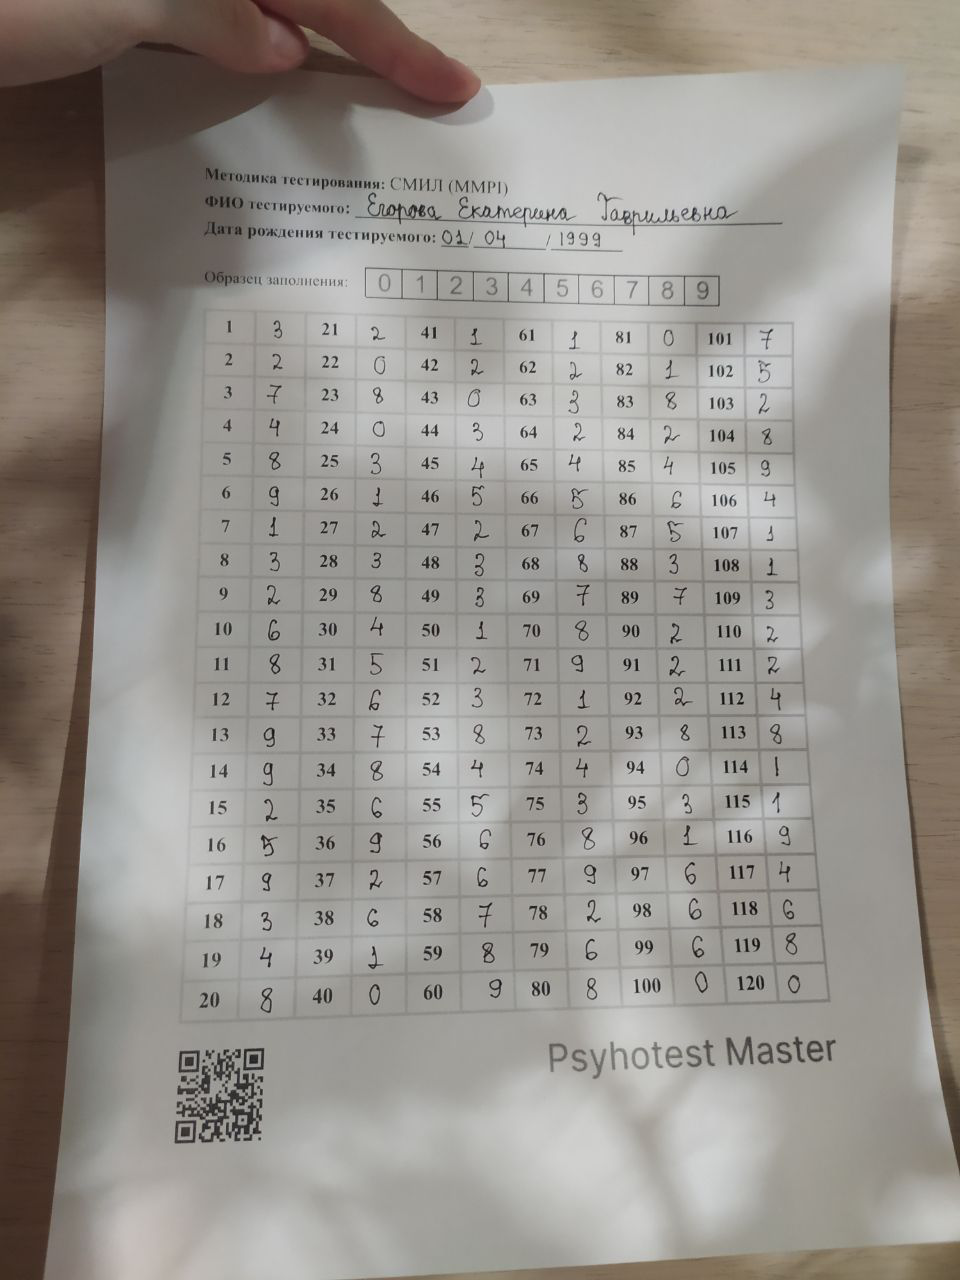 Методика тестирования: СМИЛ (MMPI)
ФИО тестируемого: Егорова Екатерина Гаврильевна
Дата рождения тестируемого: 01/ 04 / 1999
Образец заполнения: 0 1 2 3 4 5 6 7 8 9
1 3 21 2 41 1 61 1 81 0 101 7
2 2 22 0 42 2 62 2 82 1 102 5
3 7 23 8 43 0 63 3 83 8 103 2
4 4 24 0 44 3 64 2 84 2 104 8
5 8 25 3 45 4 65 4 85 4 105 9
6 9 26 1 46 5 66 5 86 6 106 4
7 1 27 2 47 2 67 6 87 5 107 1
8 3 28 3 48 3 68 8 88 3 108 1
9 2 29 8 49 3 69 7 89 7 109 3
10 6 30 4 50 1 70 8 90 2 110 2
11 8 31 5 51 2 71 9 91 2 111 2
12 7 32 6 52 3 72 1 92 2 112 4
13 9 33 7 53 8 73 2 93 8 113 8
14 9 34 8 54 4 74 4 94 0 114 1
15 2 35 6 55 5 75 3 95 3 115 1
16 5 36 9 56 6 76 8 96 1 116 9
17 9 37 2 57 6 77 9 97 6 117 4
18 3 38 6 58 7 78 2 98 6 118 6
19 4 39 1 59 8 79 6 99 6 119 8
20 8 40 0 60 9 80 8 100 0 120 0
Psyhotest Master